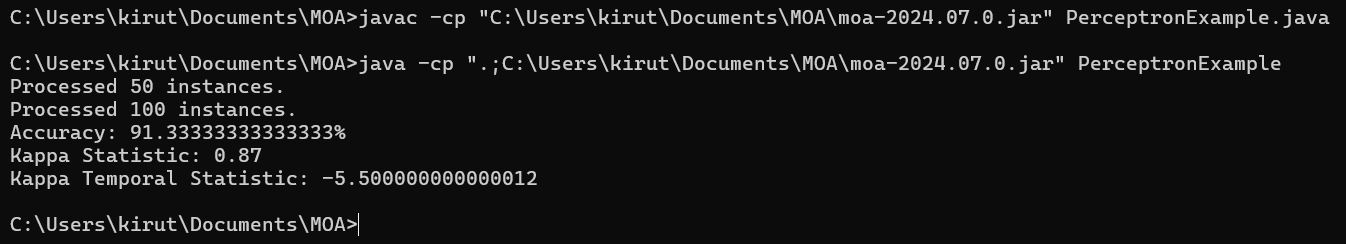 C:\Users\kirut\Documents\MOA>javac -cp "C:\Users\kirut\Documents\MOA\moa-2024.07.0.jar" PerceptronExample.java
C:\Users\kirut\Documents\MOA>java -cp ".;C:\Users\kirut\Documents\MOA\moa-2024.07.0.jar" PerceptronExample
Processed 50 instances.
Processed 100 instances.
Accuracy: 91.33333333333333%
Kappa Statistic: 0.87
Kappa Temporal Statistic: -5.500000000000012
C:\Users\kirut\Documents\MOA>